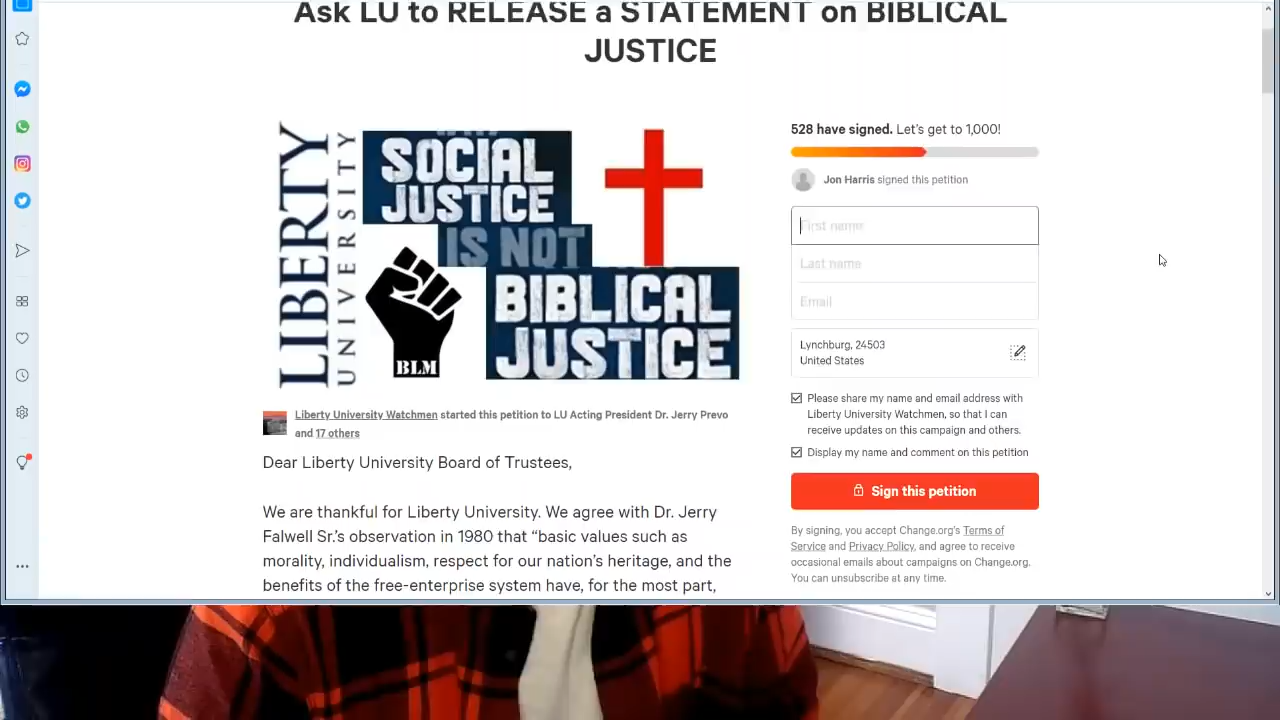 Ask LU to RELEASE a STATEMENT on BIBLICAL
JUSTICE
LIBERTY
UNIVERSITY
SOCIAL
JUSTICE
IS NOT
BIBLICAL
JUSTICE
BLM
Liberty University Watchmen started this petition to LU Acting President Dr. Jerry Prevo
and 17 others
Dear Liberty University Board of Trustees,
We are thankful for Liberty University. We agree with Dr. Jerry
Falwell Sr.'s observation in 1980 that “basic values such as
morality, individualism, respect for our nation's heritage, and the
benefits of the free-enterprise system have, for the most part,
528 have signed. Let's get to 1,000!
Jon Harris signed this petition
First name
Last name
Email
Lynchburg, 24503
United States
Please share my name and email address with
Liberty University Watchmen, so that I can
receive updates on this campaign and others.
Display my name and comment on this petition
Sign this petition
By signing, you accept Change.org's Terms of
Service and Privacy Policy, and agree to receive
occasional emails about campaigns on Change.org.
You can unsubscribe at any time.